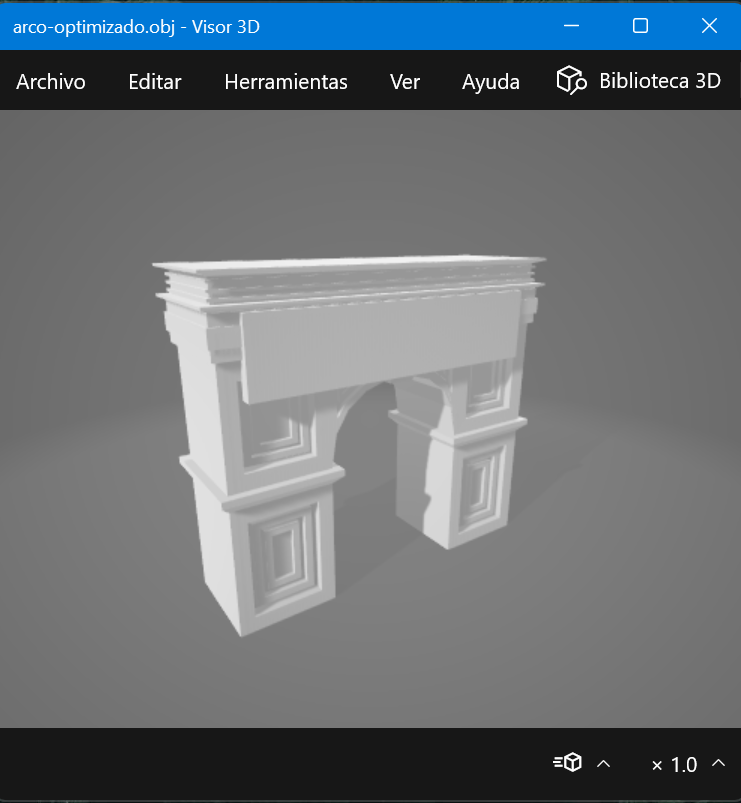 arco-optimizado.obj - Visor 3D
Archivo Editar Herramientas Ver Ayuda Biblioteca 3D
× 1.0